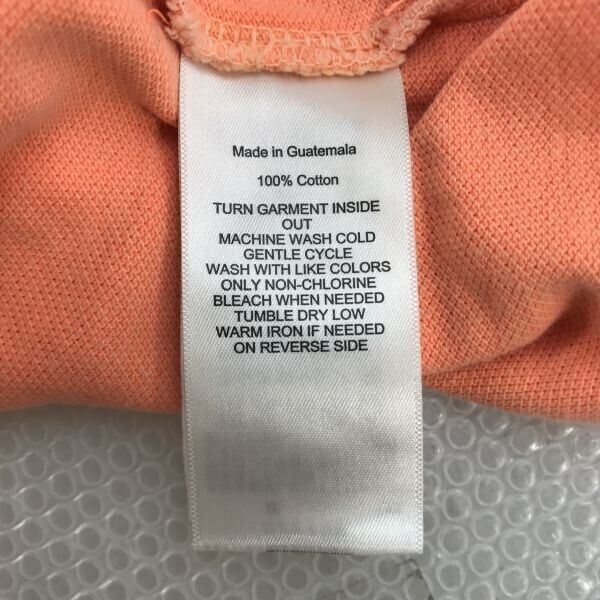 Made in Guatemala
100% Cotton
TURN GARMENT INSIDE
OUT
MACHINE WASH COLD
GENTLE CYCLE
WASH WITH LIKE COLORS
ONLY NON-CHLORINE
BLEACH WHEN NEEDED
TUMBLE DRY LOW
WARM IRON IF NEEDED
ON REVERSE SIDE